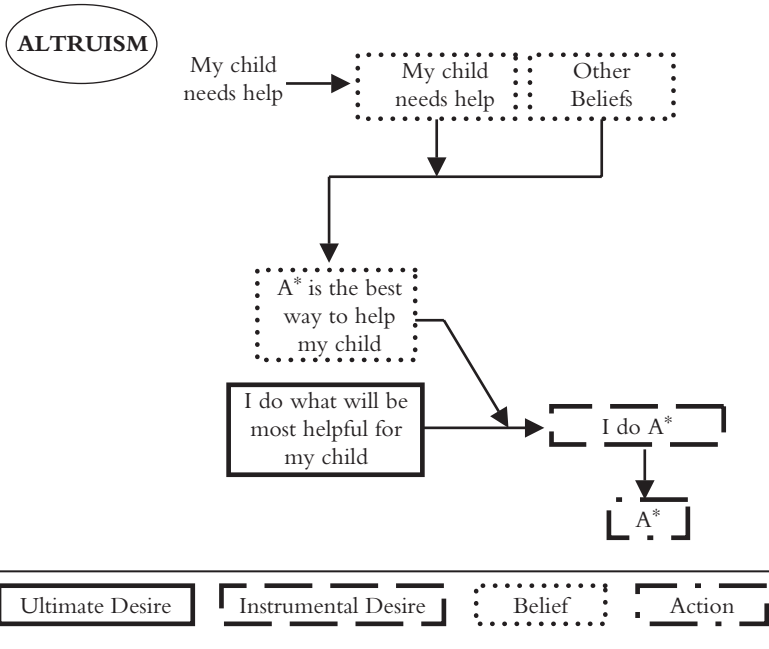 ALTRUISM
My child
needs help
My child
needs help
Other
Beliefs
A* is the best
way to help
my child
I do what will be
most helpful for
my child
I do A*
A*
Ultimate Desire
Instrumental Desire
Belief
Action